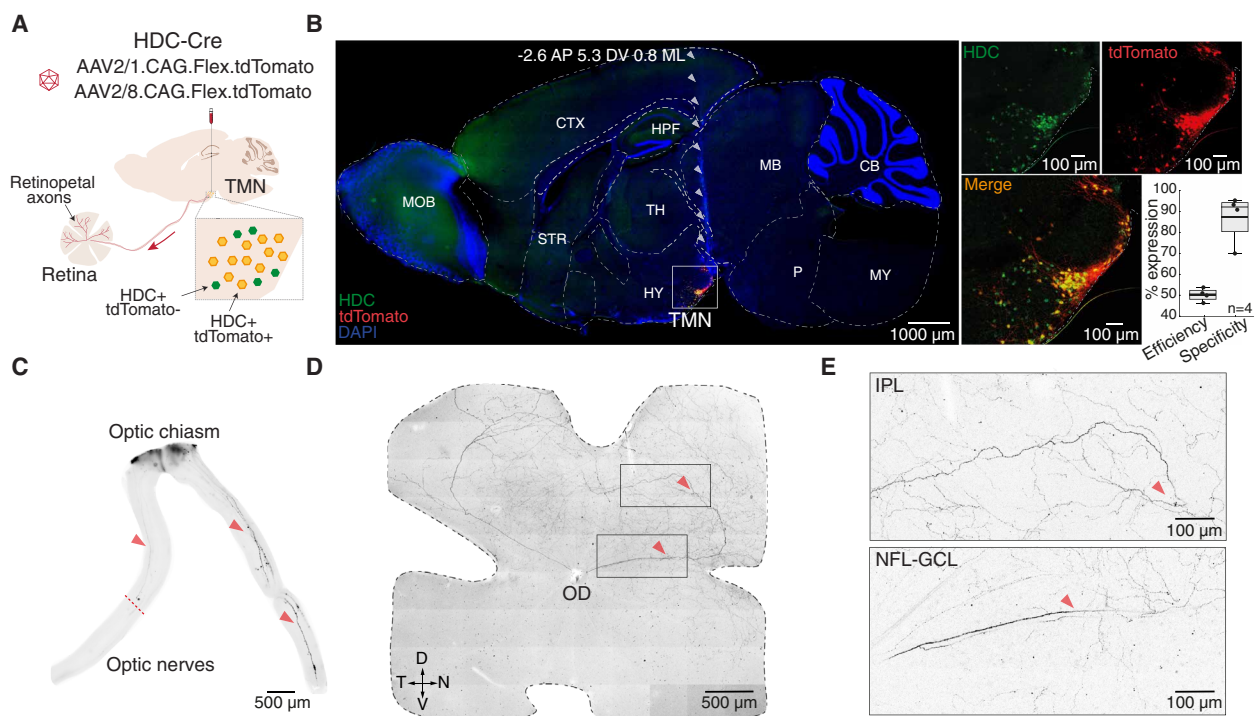 A
HDC-Cre
AAV2/1.CAG.Flex.tdTomato
AAV2/8.CAG.Flex.tdTomato
TMN
Retinopetal
axons
Retina
HDC+
tdTomato-
HDC+
tdTomato+
B
-2.6 AP 5.3 DV 0.8 ML
CTX
HPF
MOB
TH
STR
HY
MB
CB
P
MY
TMN
HDC
tdTomato
DAPI
1000 µm
HDC
100 µm
tdTomato
100 µm
Merge
100 µm
% expression
100
90
80
70
60
50
40
n=4
Efficiency
Specificity
C
Optic chiasm
Optic nerves
500 µm
D
OD
D
T
N
V
500 µm
E
IPL
100 µm
NFL-GCL
100 µm